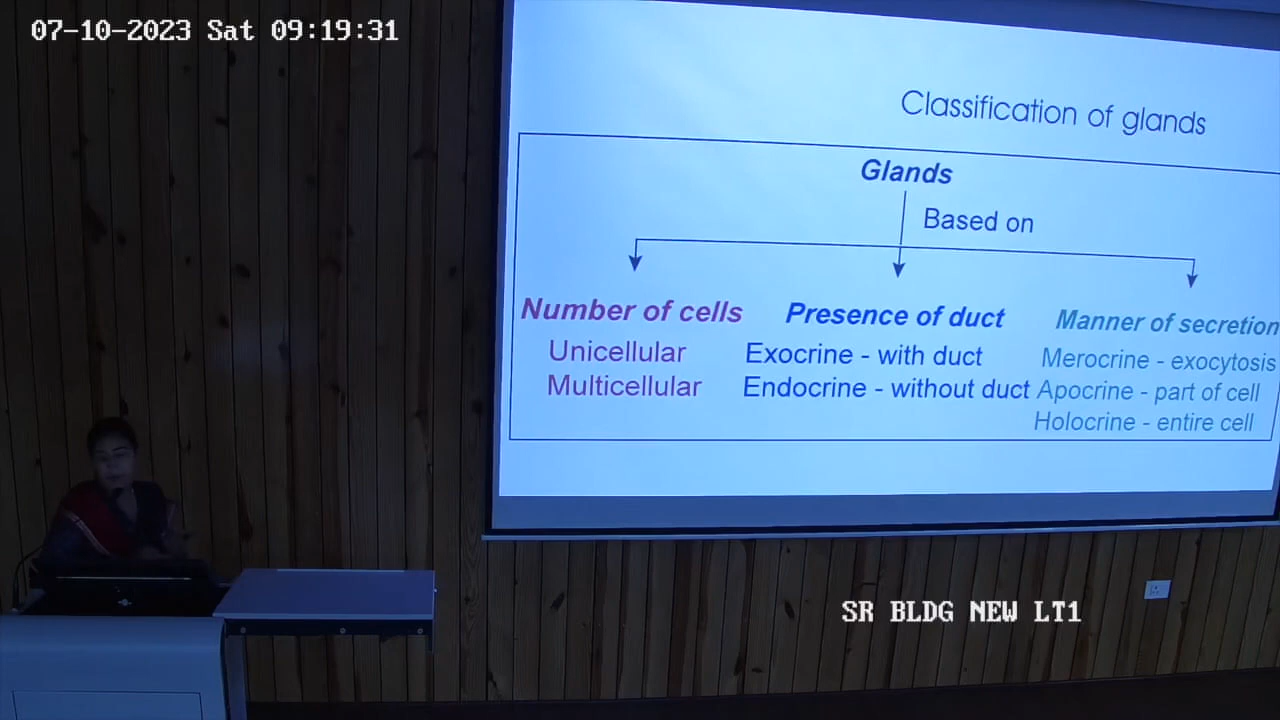 07-10-2023 Sat 09:19:31
Classification of glands
Glands
Based on
Number of cells
Unicellular
Multicellular
Presence of duct
Exocrine - with duct
Endocrine - without duct
Manner of secretion
Merocrine - exocytosis
Apocrine - part of cell
Holocrine - entire cell
SR BLDG NEW LT1